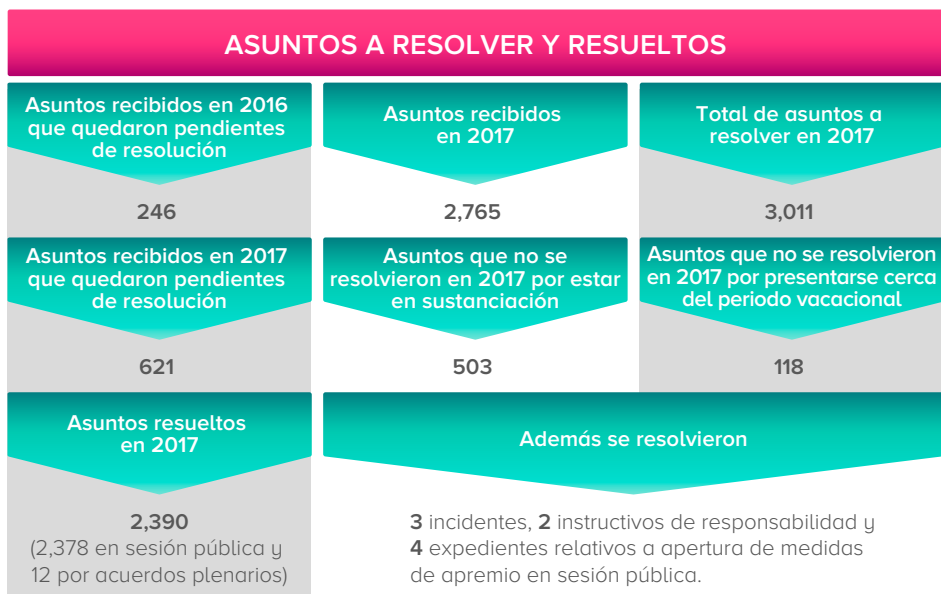 ASUNTOS A RESOLVER Y RESUELTOS
Asuntos recibidos en 2016
que quedaron pendientes
de resolución
246
Asuntos recibidos
en 2017
2,765
Total de asuntos a
resolver en 2017
3,011
Asuntos recibidos en 2017
que quedaron pendientes
de resolución
621
Asuntos que no se
resolvieron en 2017 por estar
en sustanciación
503
Asuntos que no se resolvieron
en 2017 por presentarse cerca
del periodo vacacional
118
Asuntos resueltos
en 2017
2,390
(2,378 en sesión pública y
12 por acuerdos plenarios)
Además se resolvieron
3 incidentes, 2 instructivos de responsabilidad y
4 expedientes relativos a apertura de medidas
de apremio en sesión pública.